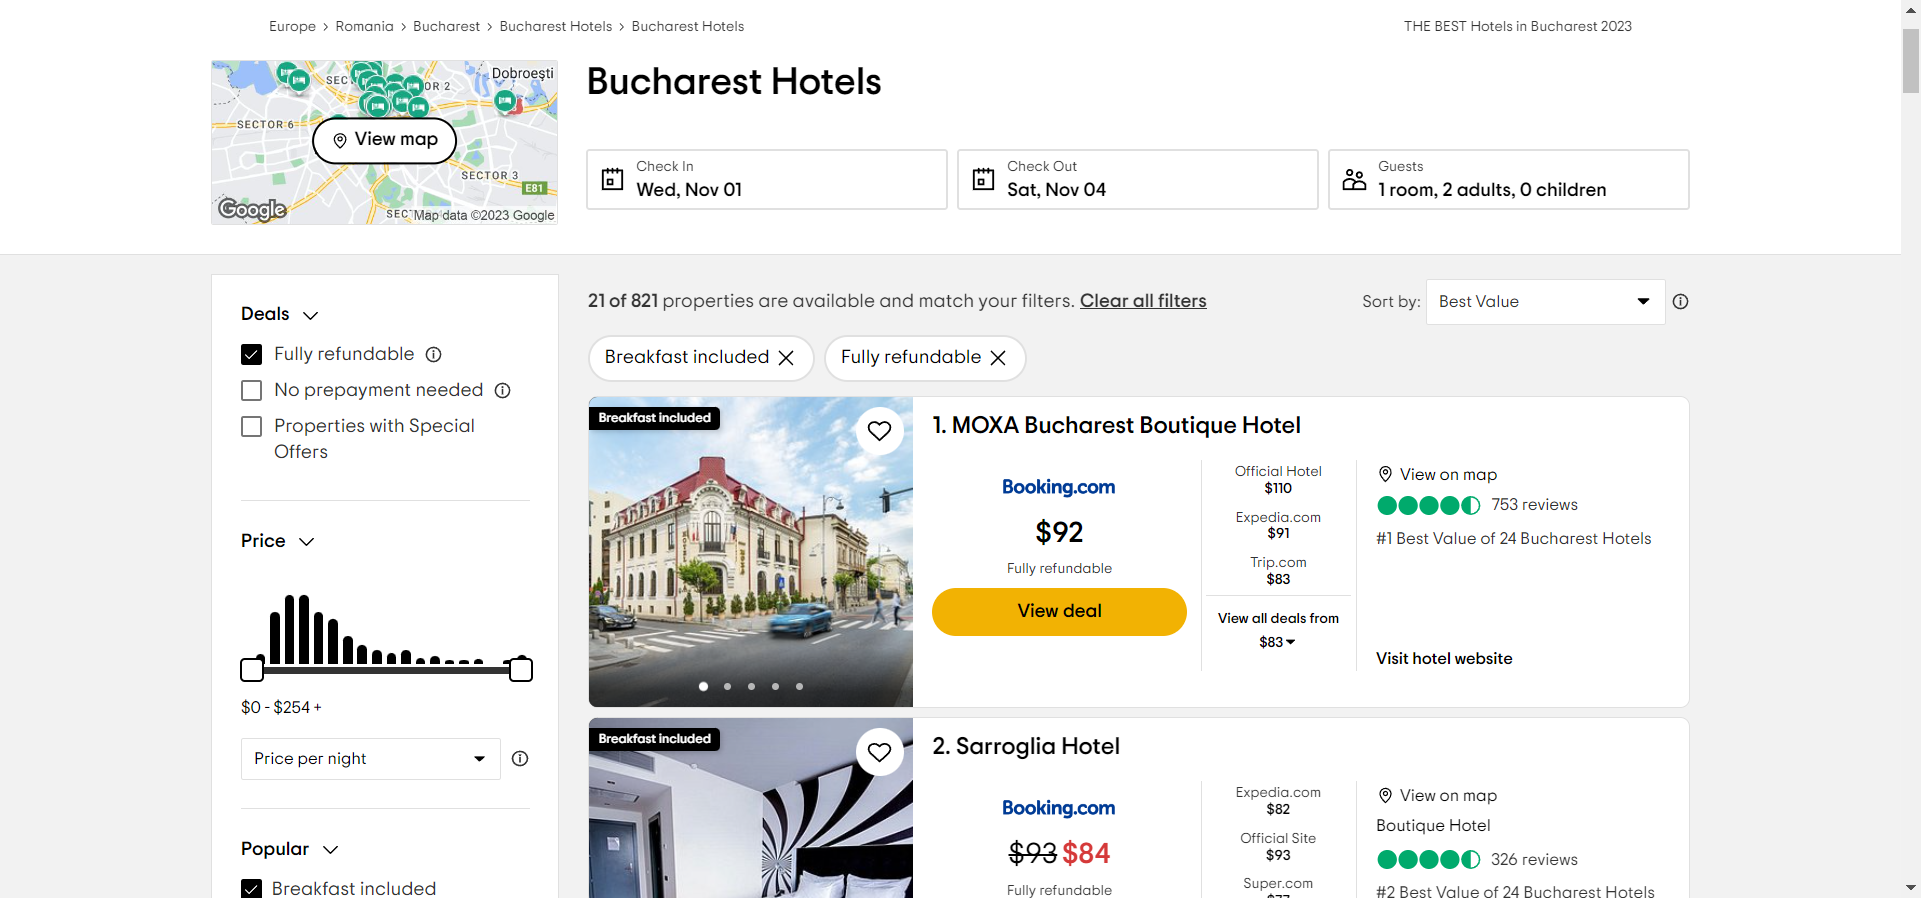 Europe › Romania › Bucharest › Bucharest Hotels › Bucharest Hotels
THE BEST Hotels in Bucharest 2023
Dobroești
SEC
OR 2
SECTOR 6
View map
SECTOR 3
E81
Google
SEC
Map data ©2023 Google
Bucharest Hotels
Check In
Wed, Nov 01
Check Out
Sat, Nov 04
Guests
1 room, 2 adults, 0 children
Deals
Fully refundable
No prepayment needed
Properties with Special
Offers
Price
$0 - $254 +
Price per night
Popular
Breakfast included
21 of 821 properties are available and match your filters. Clear all filters
Sort by: Best Value
Breakfast included
Fully refundable
Breakfast included
1. MOXA Bucharest Boutique Hotel
Booking.com
$92
Fully refundable
View deal
Official Hotel
$110
Expedia.com
$91
Trip.com
$83
View all deals from
$83
View on map
753 reviews
#1 Best Value of 24 Bucharest Hotels
Visit hotel website
Breakfast included
2. Sarroglia Hotel
Booking.com
$93 $84
Fully refundable
Expedia.com
$82
Official Site
$93
Super.com
View on map
Boutique Hotel
326 reviews
#2 Best Value of 24 Bucharest Hotels